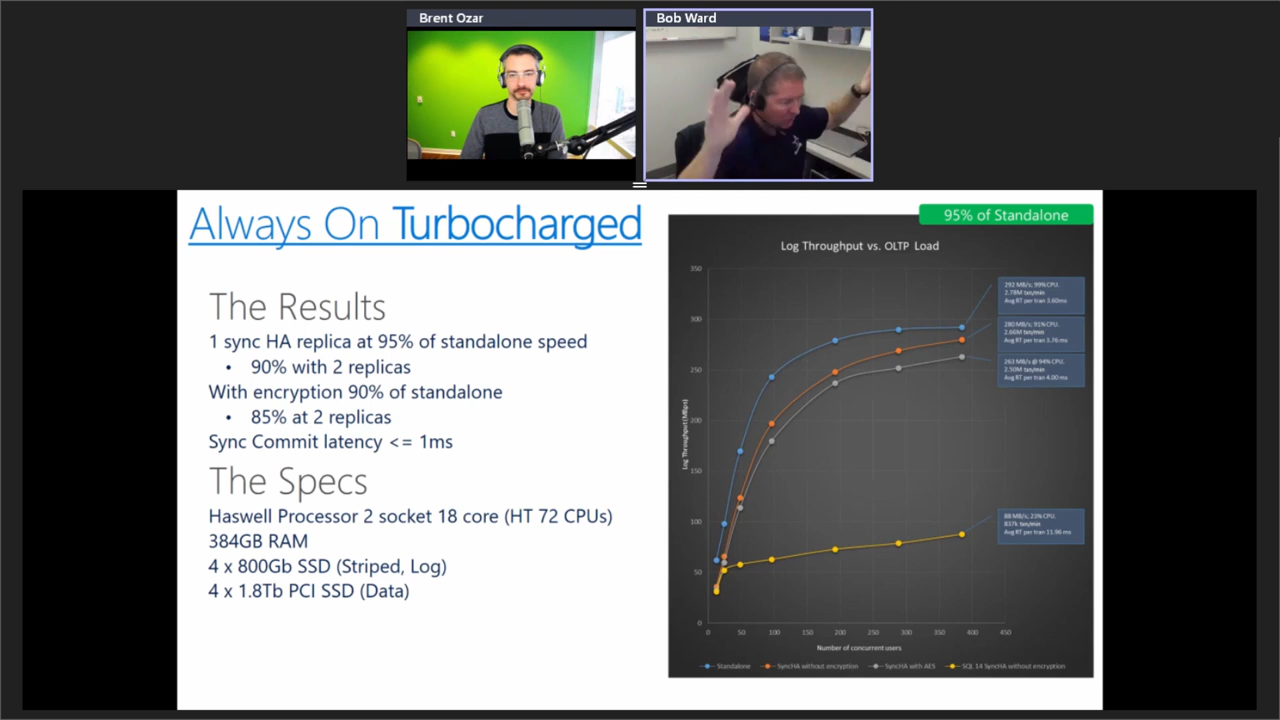 Brent Ozar
Bob Ward
Always On Turbocharged
The Results
1 sync HA replica at 95% of standalone speed
• 90% with 2 replicas
With encryption 90% of standalone
• 85% at 2 replicas
Sync Commit latency <= 1ms
The Specs
Haswell Processor 2 socket 18 core (HT 72 CPUs)
384GB RAM
4 x 800Gb SSD (Striped, Log)
4 x 1.8Tb PCI SSD (Data)
95% of Standalone
Log Throughput vs. OLTP Load
350
300
250
200
150
100
50
0
Log Throughput (MBps)
292 MB/s; 99% CPU.
2.78M txn/min
Avg RT per tran 3.60ms
280 MB/s; 91% CPU.
2.66M txn/min
Avg RT per tran 3.76 ms
263 MB/s @ 94% CPU.
2.50M txn/min
Avg RT per tran 4.00 ms
88 MB/s; 23% CPU.
837k txn/min
Avg RT per tran 11.96 ms
0 50 100 150 200 250 300 350 400 450
Number of concurrent users
Standalone SyncHA without encryption SyncHA with AES SQL 14 SyncHA without encryption